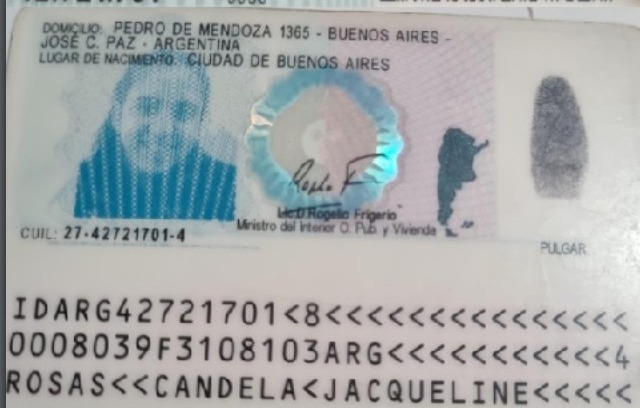 DOMICILIO: PEDRO DE MENDOZA 1365 - BUENOS AIRES -
JOSÉ C. PAZ - ARGENTINA
LUGAR DE NACIMIENTO: CIUDAD DE BUENOS AIRES
Lic. Rogelio Frigerio
Ministro del Interior O. Pub. y Vivienda
CUIL: 27-42721701-4
PULGAR
IDARG42721701<8<<<<<<<<<<<<<<<
0008039F3108103ARG<<<<<<<<<<<4
ROSAS<<CANDELA<JACQUELINE<<<<<